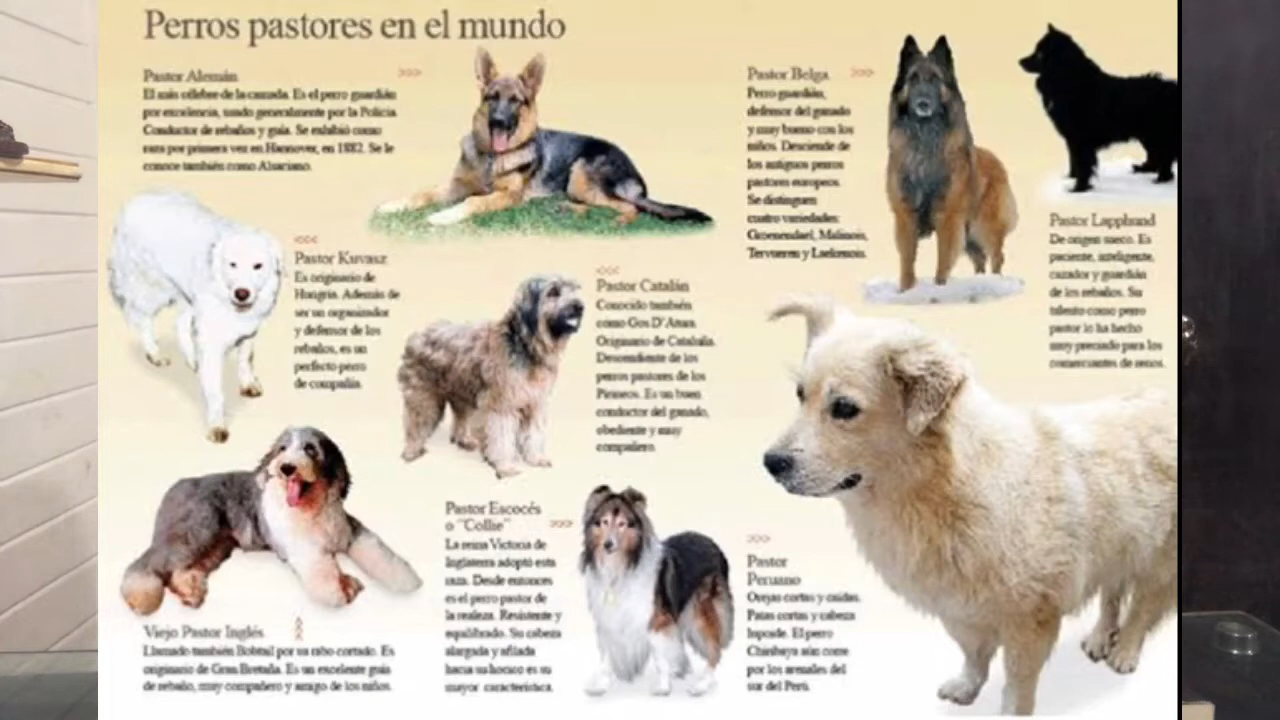 Perros pastores en el mundo
Pastor Alemán >>>
El más célebre de la camada. Es el perro guardián
por excelencia, usado generalmente por la Policía
Conductor de rebaños y guía. Se exhibió como
raza por primera vez en Hannover, en 1882. Se le
conoce también como Alsaciano.
<<<
Pastor Kuvasz
Es originario de
Hungría. Además de
ser un organizador
y defensor de los
rebaños, es un
perfecto perro
de compañía.
<<<
Pastor Catalán
Conocido también
como Gos D'Atura
Originario de Cataluña.
Descendiente de los
perros pastores de los
Pirineos. Es un buen
conductor del ganado,
obediente y muy
compañero.
Viejo Pastor Inglés
Llamado también Bobtail por su rabo cortado. Es
originario de Gran Bretaña. Es un excelente guía
de rebaño, muy compañero y amigo de los niños.
Pastor Escocés
o "Collie" >>>
La reina Victoria de
Inglaterra adoptó esta
raza. Desde entonces
es el perro pastor de
la realeza. Resistente y
equilibrado. Su cabeza
alargada y afilada
hacia su hocico es su
mayor característica.
Pastor Belga >>>
Perro guardián,
defensor del ganado
y muy bueno con los
niños. Desciende de
los antiguos perros
pastores europeos.
Se distinguen
cuatro variedades:
Groenendael, Malinois,
Tervueren y Laekenois.
Pastor Lapphund
De origen sueco. Es
paciente, inteligente,
cazador y guardián
de los rebaños. Su
talento como perro
pastor lo ha hecho
muy preciado para los
comerciantes de renos.
>>>
Pastor
Peruano
Orejas cortas y caídas.
Patas cortas y cabeza
lupoide. El perro
Chiribaya aún corre
por los arenales del
sur del Perú.